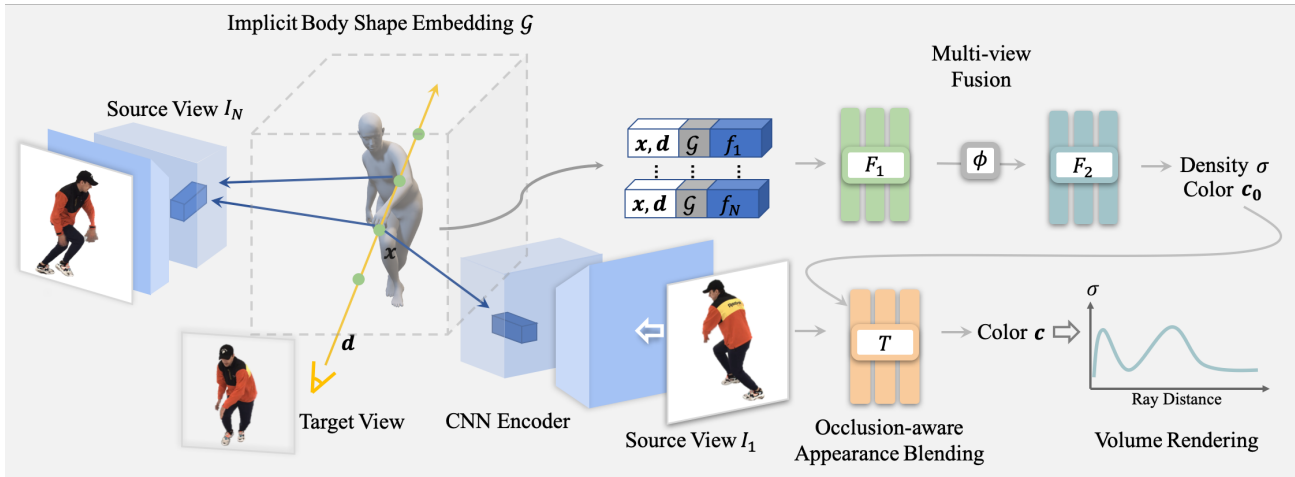 Implicit Body Shape Embedding 𝒢
Source View I_N
Multi-view
Fusion
x, d 𝒢 f_1
x, d 𝒢 f_N
F_1
ϕ
F_2
Density σ
Color c_0
x
d
Target View
CNN Encoder
Source View I_1
T
Occlusion-aware
Appearance Blending
Color c
σ
Ray Distance
Volume Rendering